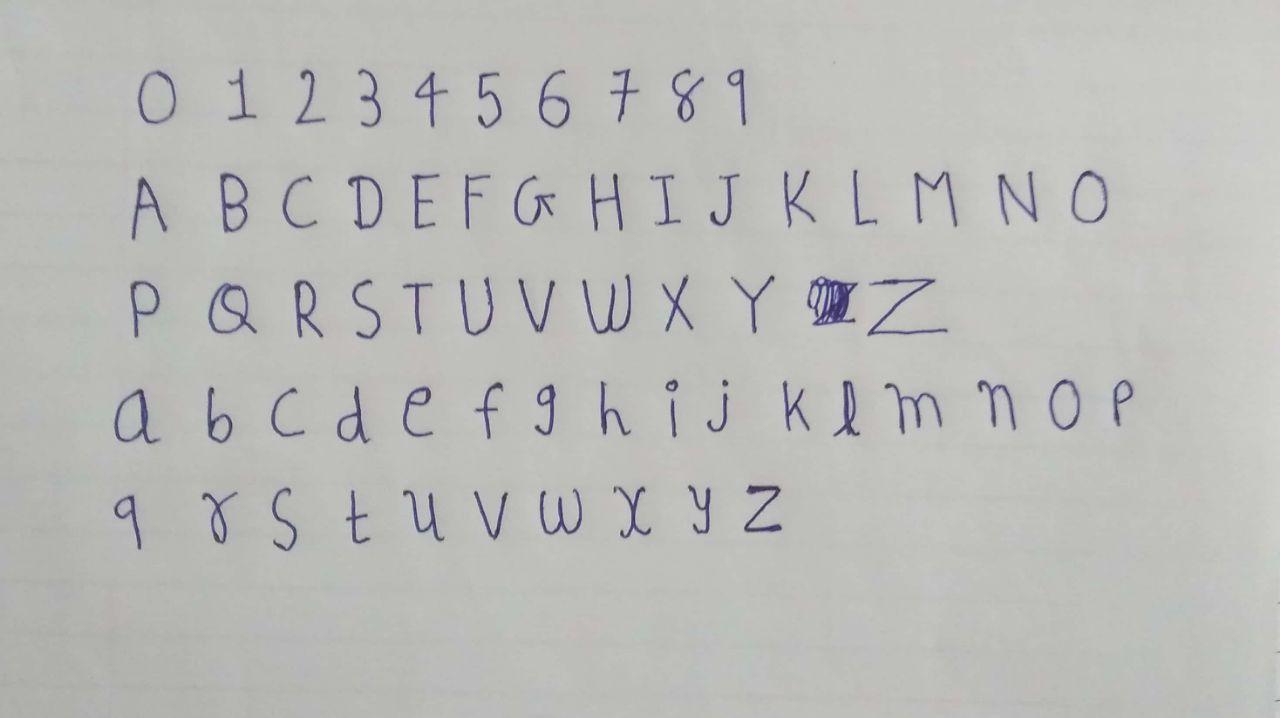 0 1 2 3 4 5 6 7 8 9
A B C D E F G H I J K L M N O
P Q R S T U V W X Y Z
a b c d e f g h i j k l m n o p
q r s t u v w x y z